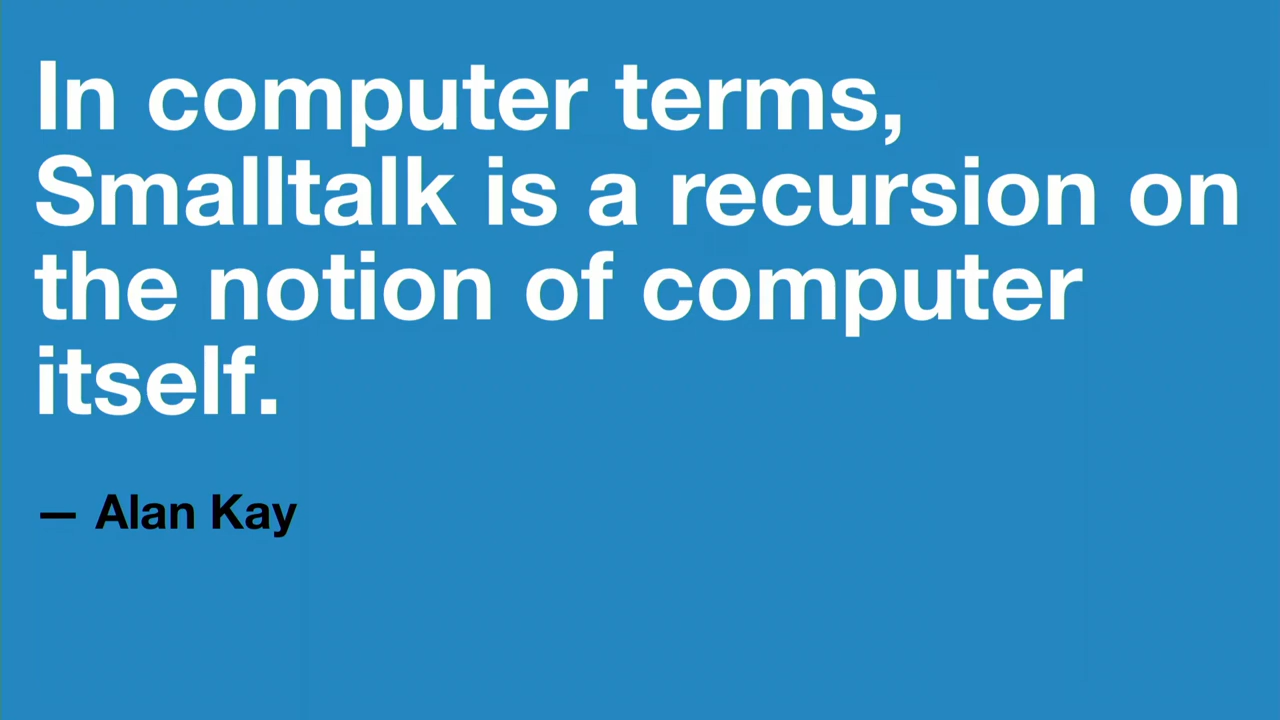 In computer terms,
Smalltalk is a recursion on
the notion of computer
itself.
— Alan Kay